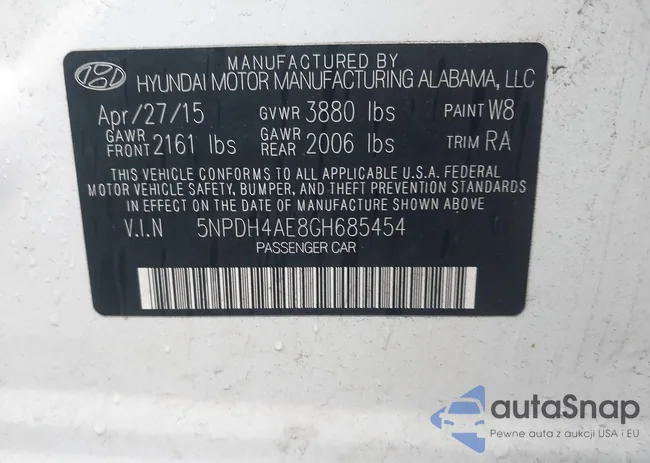 MANUFACTURED BY
HYUNDAI MOTOR MANUFACTURING ALABAMA, LLC
Apr/27/15 GVWR 3880 lbs PAINT W8
GAWR FRONT 2161 lbs GAWR REAR 2006 lbs TRIM RA
THIS VEHICLE CONFORMS TO ALL APPLICABLE U.S.A. FEDERAL
MOTOR VEHICLE SAFETY, BUMPER, AND THEFT PREVENTION STANDARDS
IN EFFECT ON THE DATE OF MANUFACTURE SHOWN ABOVE
V.I.N 5NPDH4AE8GH685454
PASSENGER CAR
autaSnap
Pewne auta z aukcji USA i EU